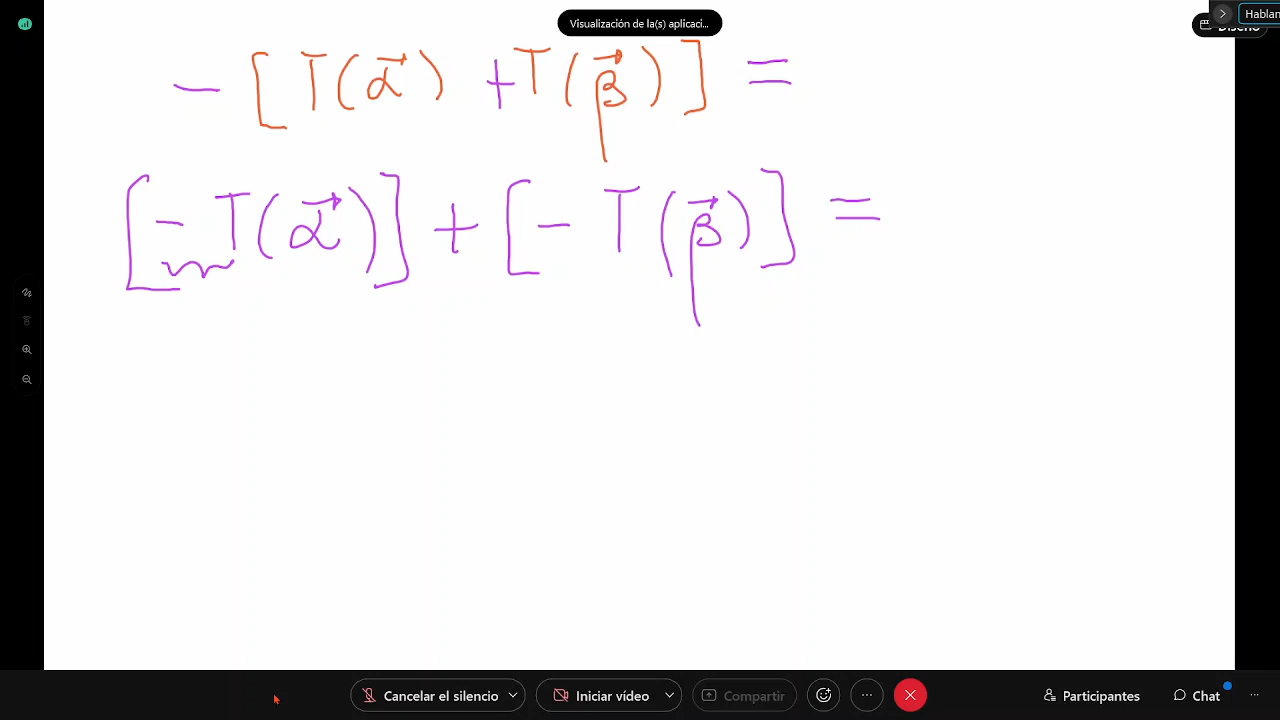 Visualización de la(s) aplicaci...
Hablan
Diseño
- [ T(α⃗) + T(β⃗) ] =
[ - T(α⃗) ] + [ - T(β⃗) ] =
Cancelar el silencio
Iniciar vídeo
Compartir
Participantes
Chat